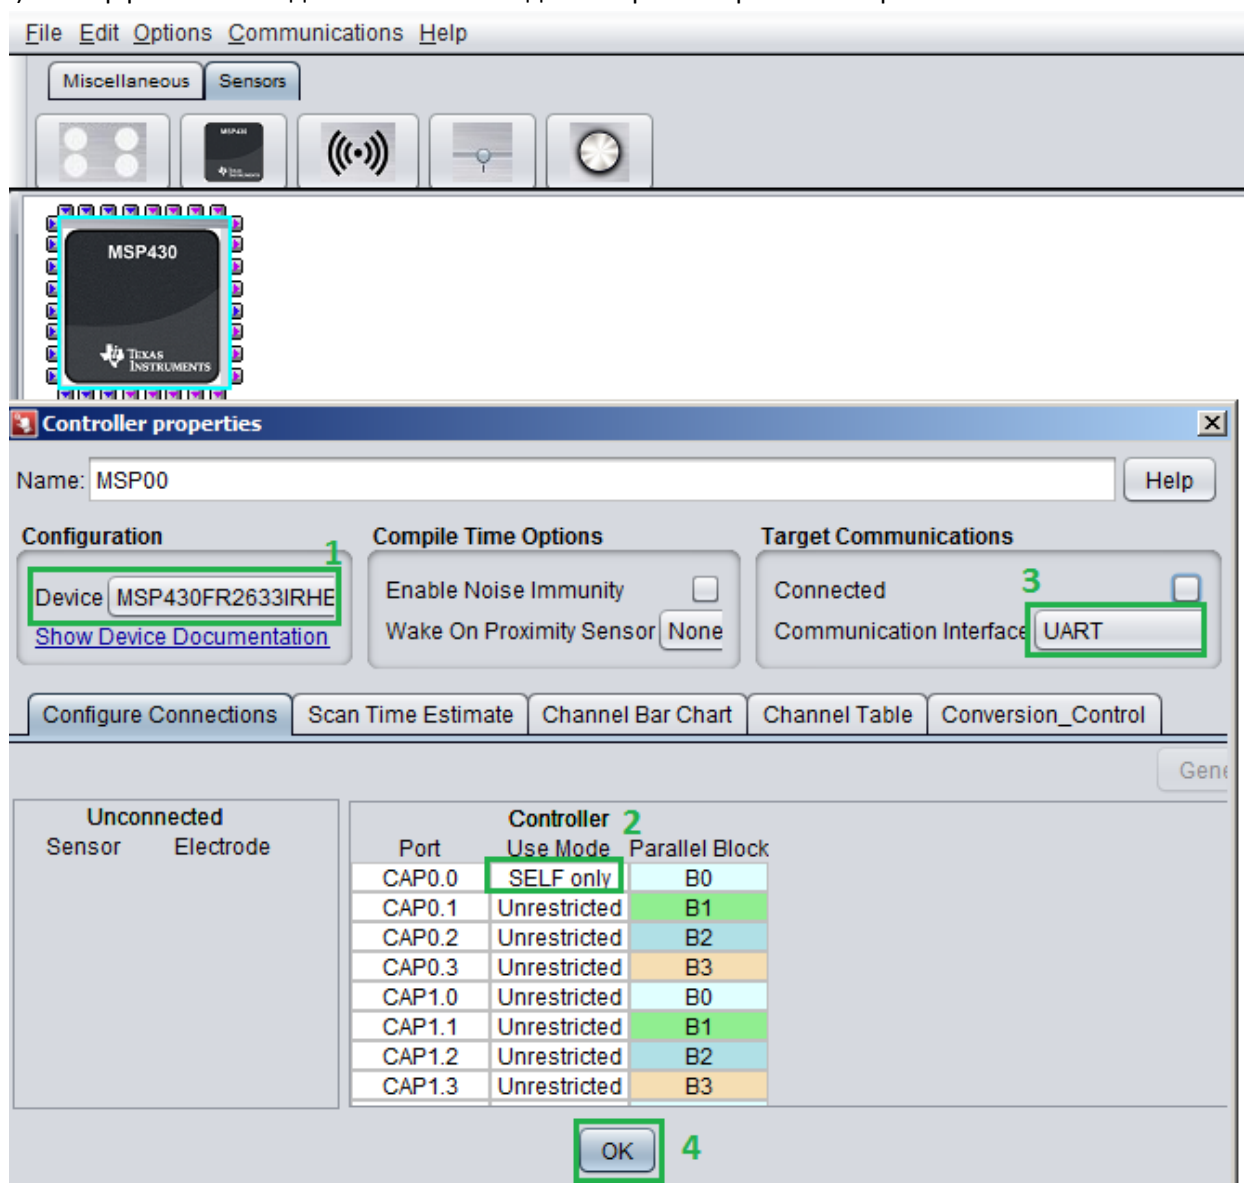 File Edit Options Communications Help
Miscellaneous Sensors
MSP430
MSP430
TEXAS
INSTRUMENTS
Controller properties
Name: MSP00 Help
Configuration Compile Time Options Target Communications
1
Device MSP430FR2633IRHE Enable Noise Immunity Connected 3
Show Device Documentation Wake On Proximity Sensor None Communication Interface UART
Configure Connections Scan Time Estimate Channel Bar Chart Channel Table Conversion_Control
Gene
Unconnected Controller 2
Sensor Electrode Port Use Mode Parallel Block
CAP0.0 SELF only B0
CAP0.1 Unrestricted B1
CAP0.2 Unrestricted B2
CAP0.3 Unrestricted B3
CAP1.0 Unrestricted B0
CAP1.1 Unrestricted B1
CAP1.2 Unrestricted B2
CAP1.3 Unrestricted B3
OK 4